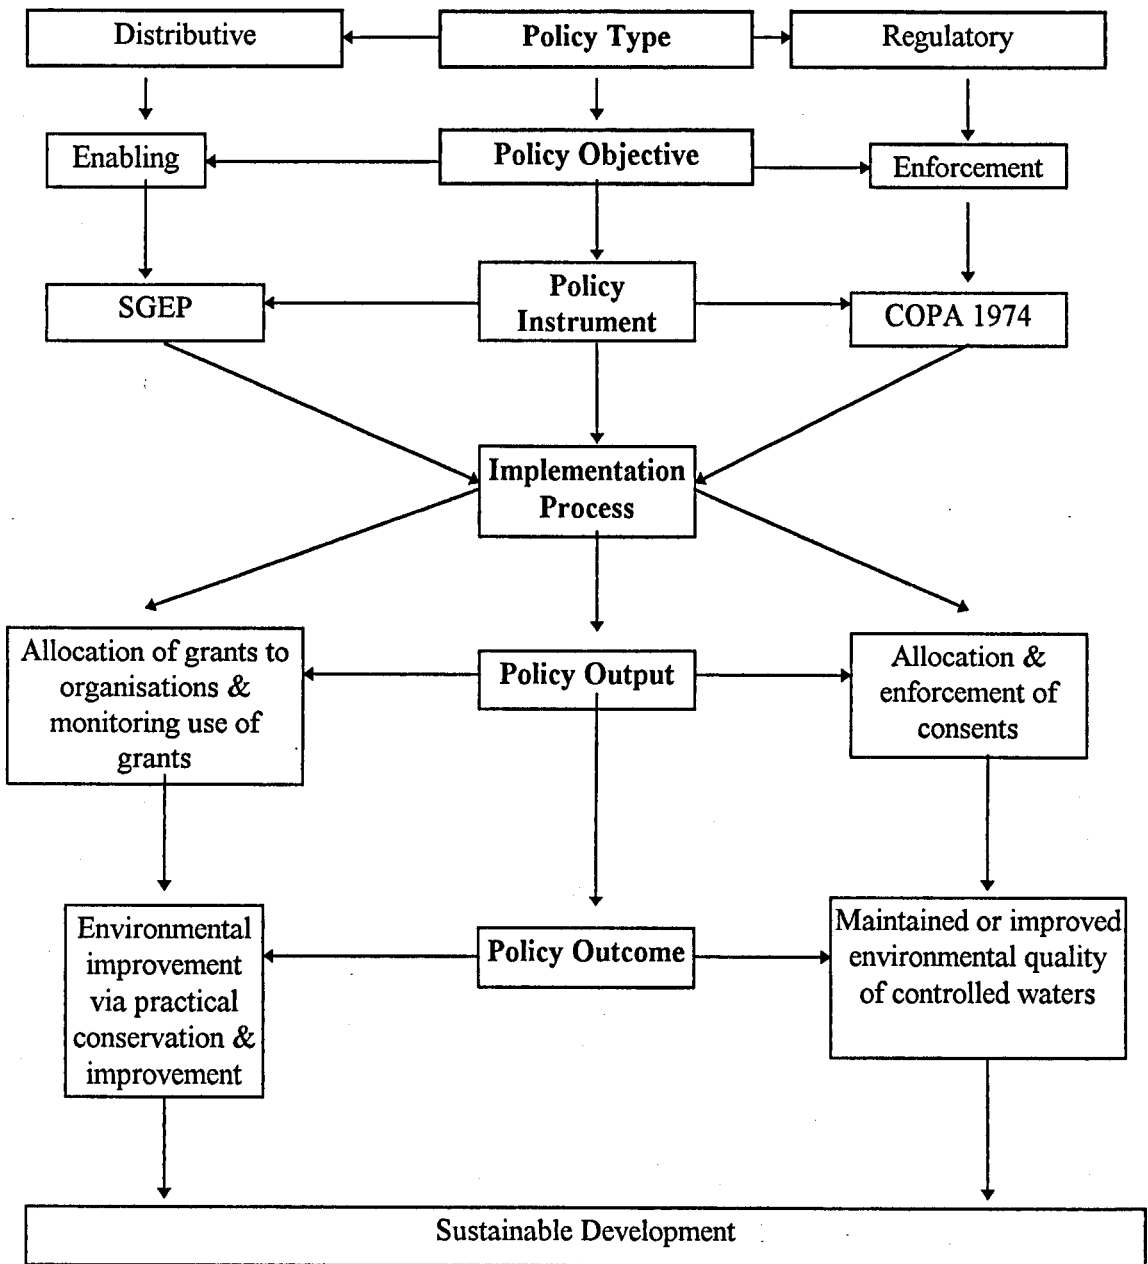 Distributive
Policy Type
Regulatory
Enabling
Policy Objective
Enforcement
SGEP
Policy
Instrument
COPA 1974
Implementation
Process
Allocation of grants to
organisations &
monitoring use of
grants
Policy Output
Allocation &
enforcement of
consents
Environmental
improvement
via practical
conservation &
improvement
Policy Outcome
Maintained or improved
environmental quality
of controlled waters
Sustainable Development